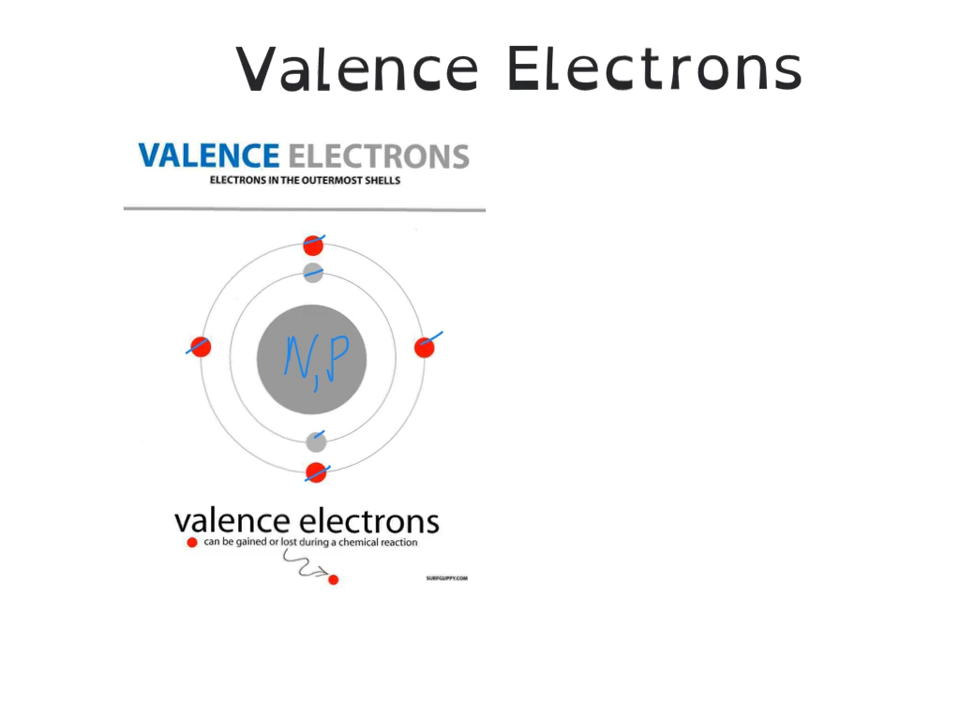 Valence Electrons
VALENCE ELECTRONS
ELECTRONS IN THE OUTERMOST SHELLS
N, P
valence electrons
can be gained or lost during a chemical reaction
SURFGUPPY.COM